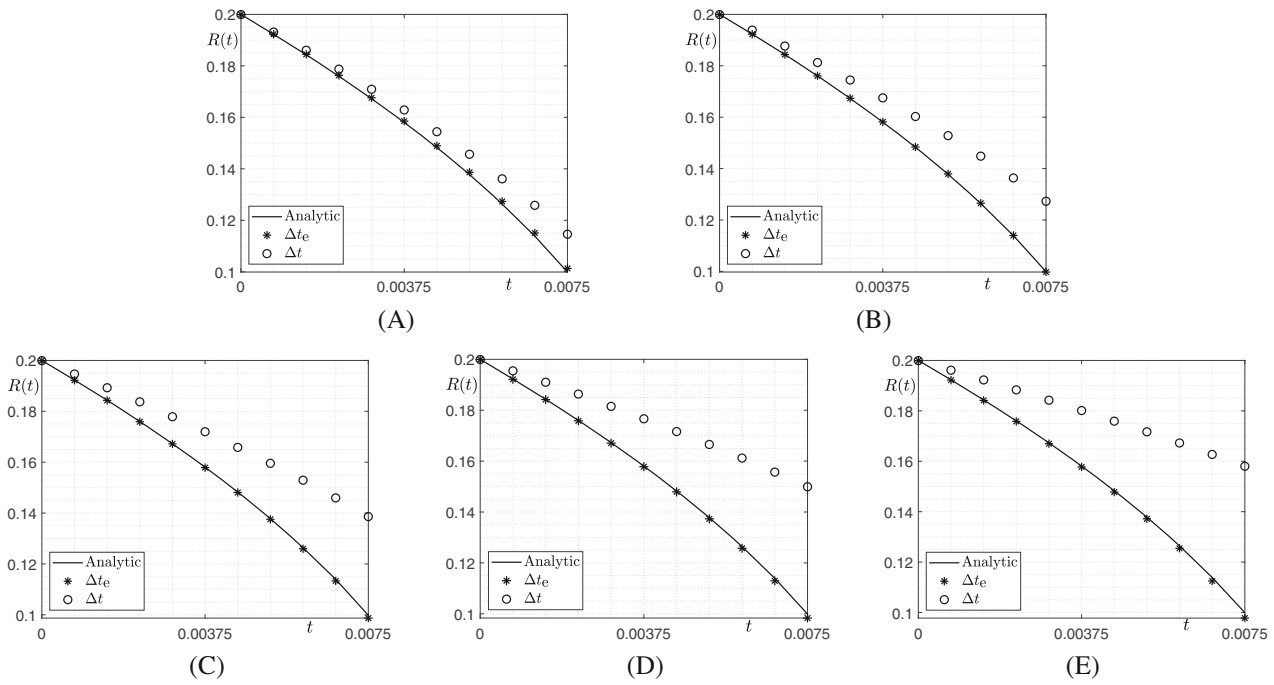 0.2
R(t)
0.18
0.16
0.14
0.12
0.1
Analytic
Δtₑ
Δt
0
0.00375
t
0.0075
(A)
0.2
R(t)
0.18
0.16
0.14
0.12
0.1
Analytic
Δtₑ
Δt
0
0.00375
t
0.0075
(B)
0.2
R(t)
0.18
0.16
0.14
0.12
0.1
Analytic
Δtₑ
Δt
0
0.00375
t
0.0075
(C)
0.2
R(t)
0.18
0.16
0.14
0.12
0.1
Analytic
Δtₑ
Δt
0
0.00375
t
0.0075
(D)
0.2
R(t)
0.18
0.16
0.14
0.12
0.1
Analytic
Δtₑ
Δt
0
0.00375
t
0.0075
(E)